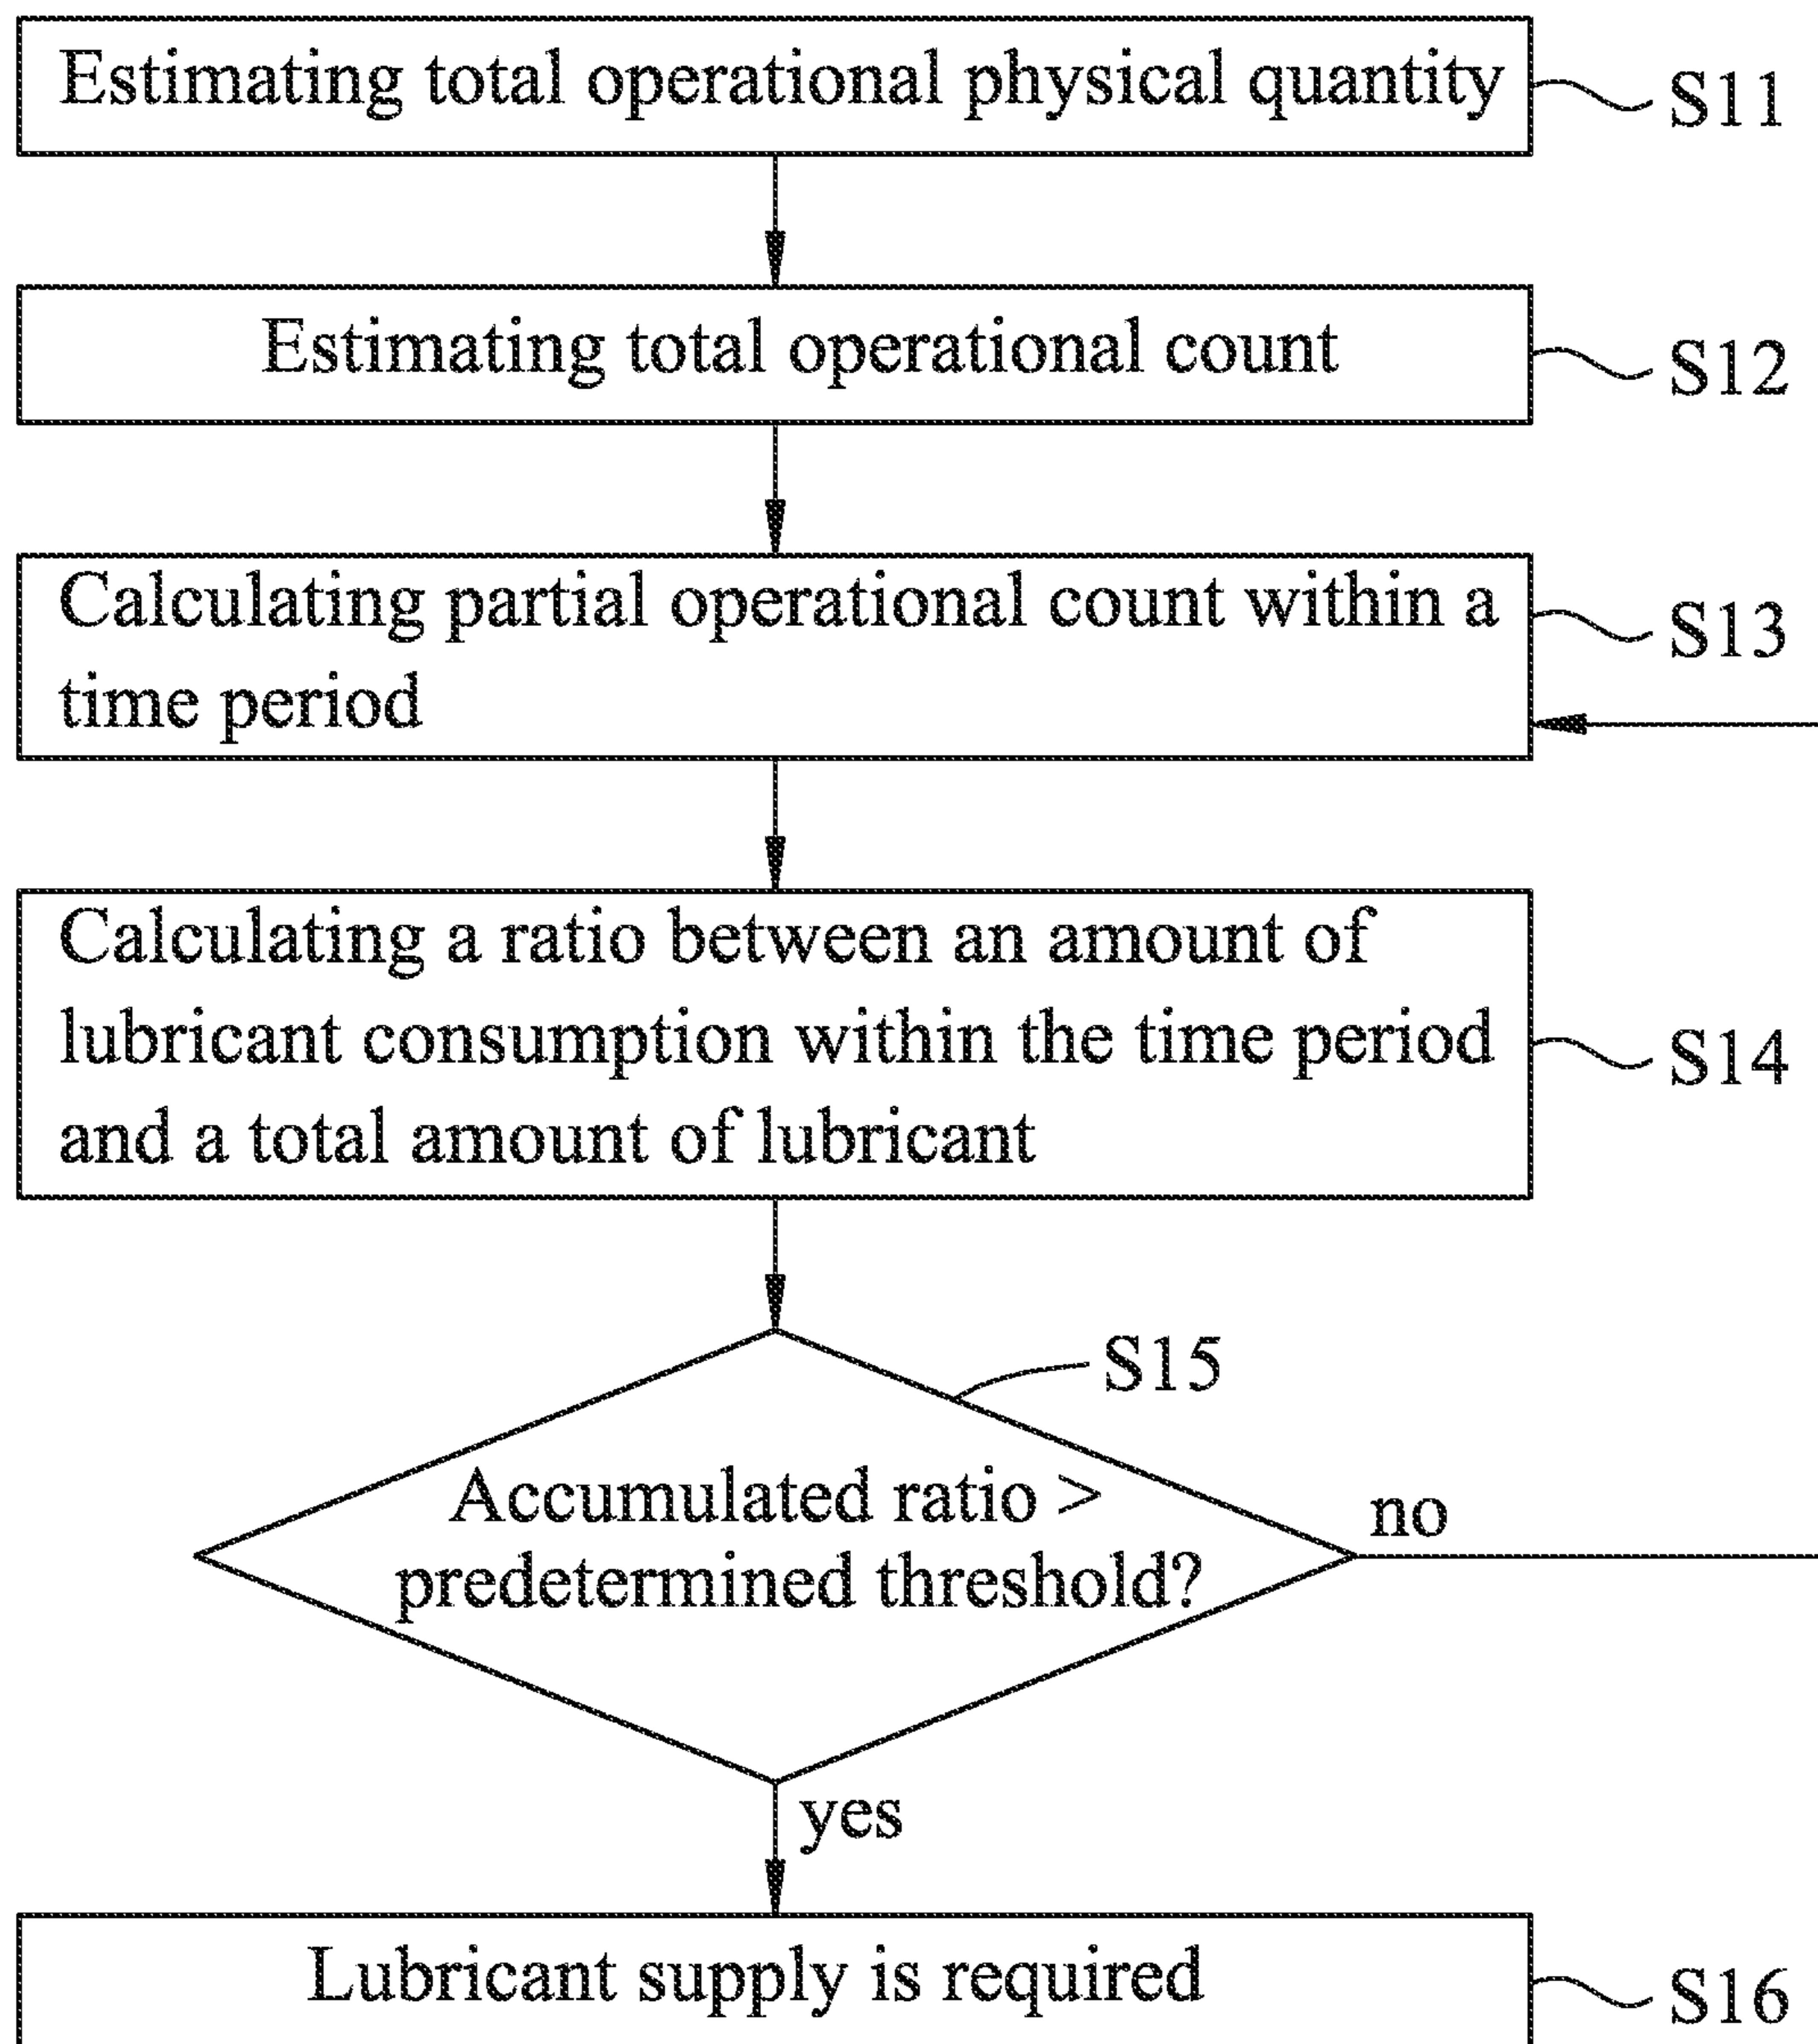 Estimating total operational physical quantity
S11
Estimating total operational count
S12
Calculating partial operational count within a
time period
S13
Calculating a ratio between an amount of
lubricant consumption within the time period
and a total amount of lubricant
S14
S15
Accumulated ratio >
predetermined threshold?
no
yes
Lubricant supply is required
S16